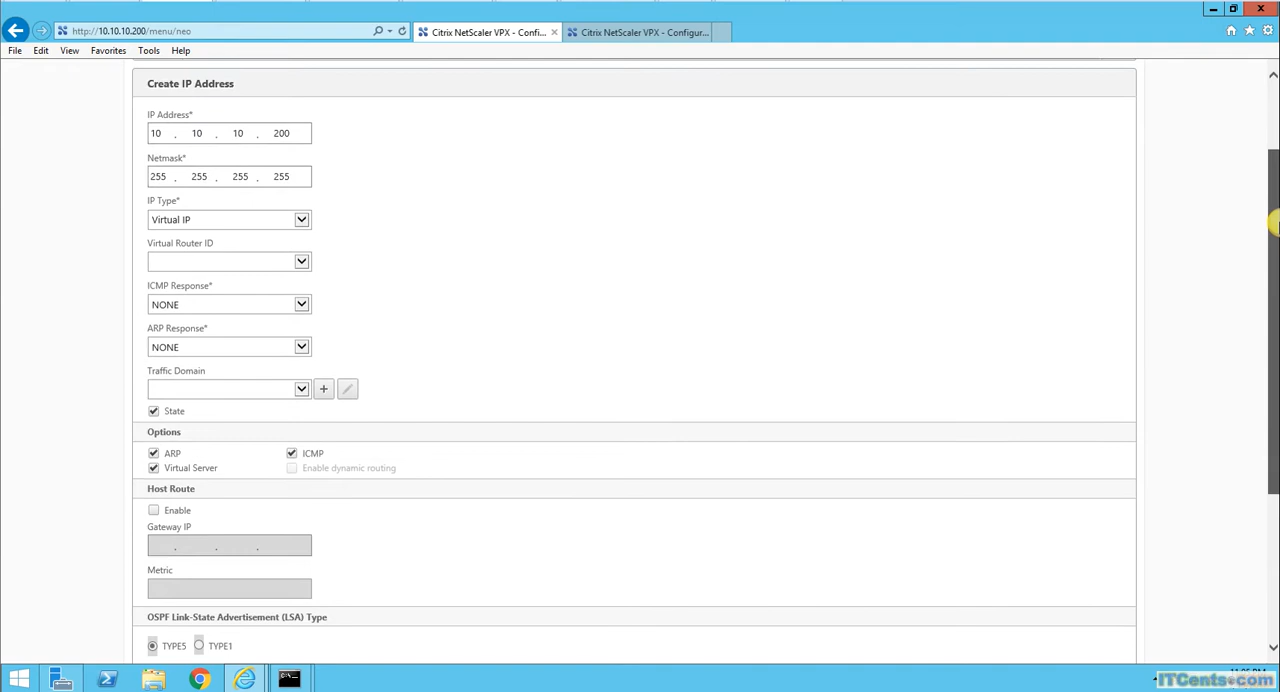 http://10.10.10.200/menu/neo
Citrix NetScaler VPX - Confi...
Citrix NetScaler VPX - Configur...
File Edit View Favorites Tools Help
Create IP Address
IP Address*
10 . 10 . 10 . 200
Netmask*
255 . 255 . 255 . 255
IP Type*
Virtual IP
Virtual Router ID
ICMP Response*
NONE
ARP Response*
NONE
Traffic Domain
State
Options
ARP ICMP
Virtual Server Enable dynamic routing
Host Route
Enable
Gateway IP
. . .
Metric
OSPF Link-State Advertisement (LSA) Type
TYPE5 TYPE1
ITCents.com